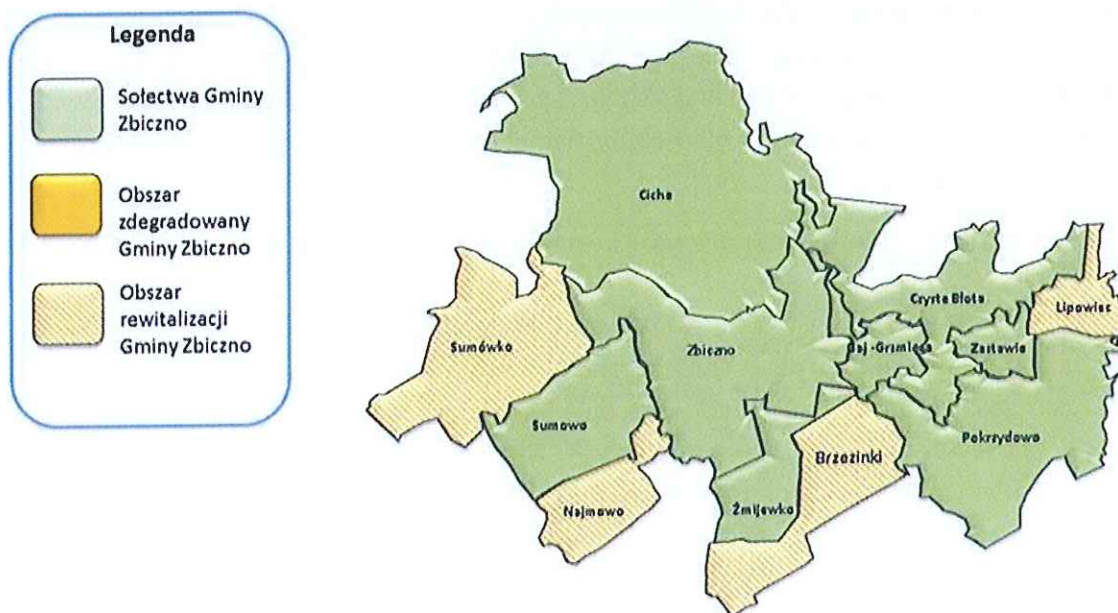 Legenda
Sołectwa Gminy
Zbiczno
Obszar
zdegradowany
Gminy Zbiczno
Obszar
rewitalizacji
Gminy Zbiczno
Ciche
Czyste Błota
Lipowiec
Sumówko
Zbiczno
Gaj -Grzmięca
Zastawie
Sumowo
Pokrzydowo
Brzezinki
Najmowo
Żmijewko